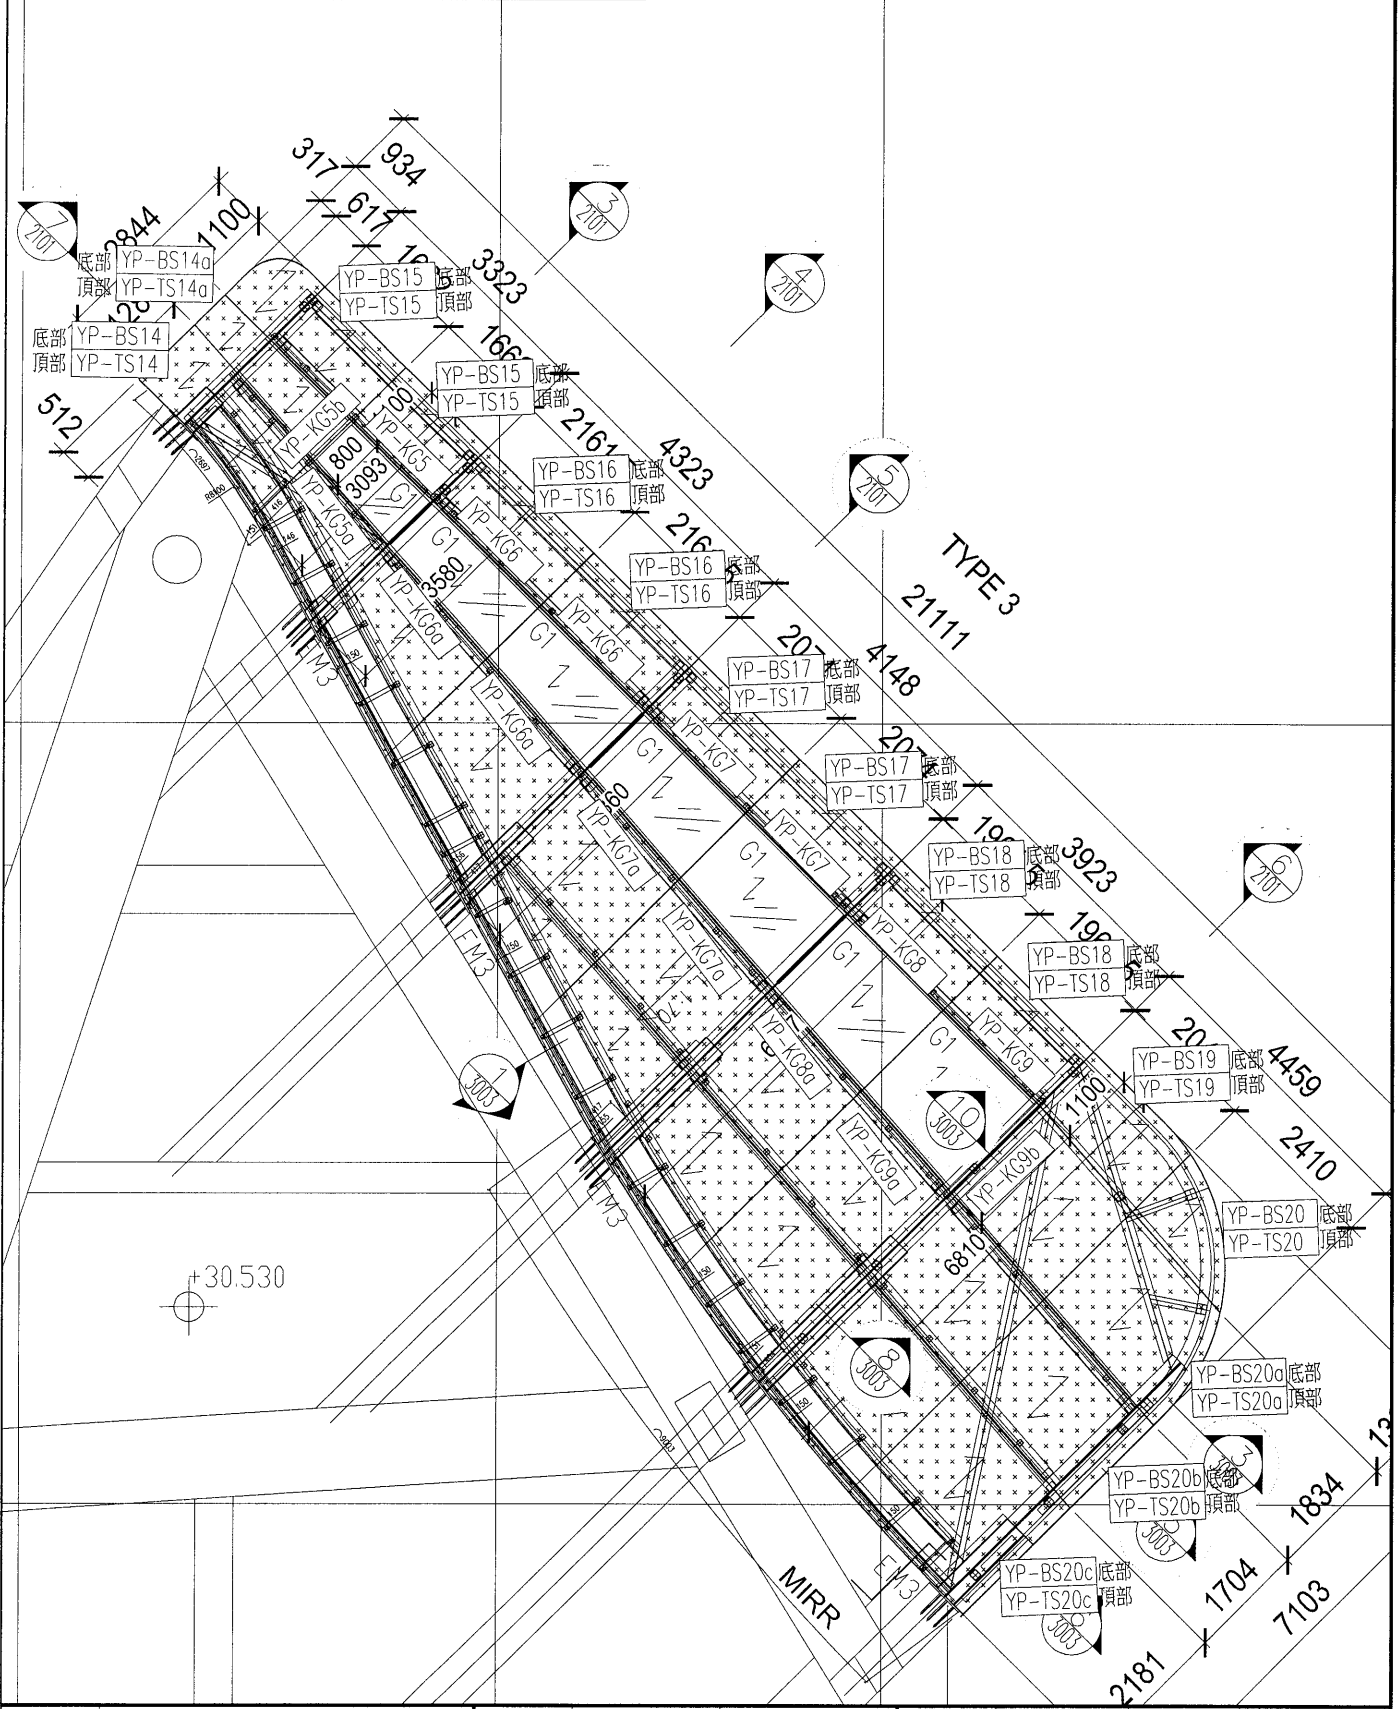 317
934
7
2101
2844
1100
617
3
2101
底部 YP-BS14a
頂部 YP-TS14a
YP-BS15 底部
YP-TS15 頂部
3323
4
2101
底部 YP-BS14
頂部 YP-TS14
512
YP-BS15 底部
YP-TS15 頂部
YP-KG5b
YP-KG5
800
3093
G1
2161
4323
YP-BS16 底部
YP-TS16 頂部
5
2101
YP-KG5a
YP-KG6
G1
3580
TYPE 3
21111
YP-BS16 底部
YP-TS16 頂部
YP-KG6a
YP-KG6
G1
4148
YP-BS17 底部
YP-TS17 頂部
YP-KG6a
YP-KG7
G1
YP-BS17 底部
YP-TS17 頂部
YP-KG7a
YP-KG7
G1
3923
YP-BS18 底部
YP-TS18 頂部
6
2101
YP-KG7a
YP-KG8
G1
YP-BS18 底部
YP-TS18 頂部
EM3
YP-KG8a
YP-KG9
G1
4459
YP-BS19 底部
YP-TS19 頂部
1
3003
10
3003
1100
YP-KG9a
YP-KG9b
2410
YP-BS20 底部
YP-TS20 頂部
6810
+30.530
8
3003
YP-BS20a 底部
YP-TS20a 頂部
YP-BS20b 底部
YP-TS20b 頂部
1834
3003
EM3
YP-BS20c 底部
YP-TS20c 頂部
MIRR
1704
7103
3003
2181